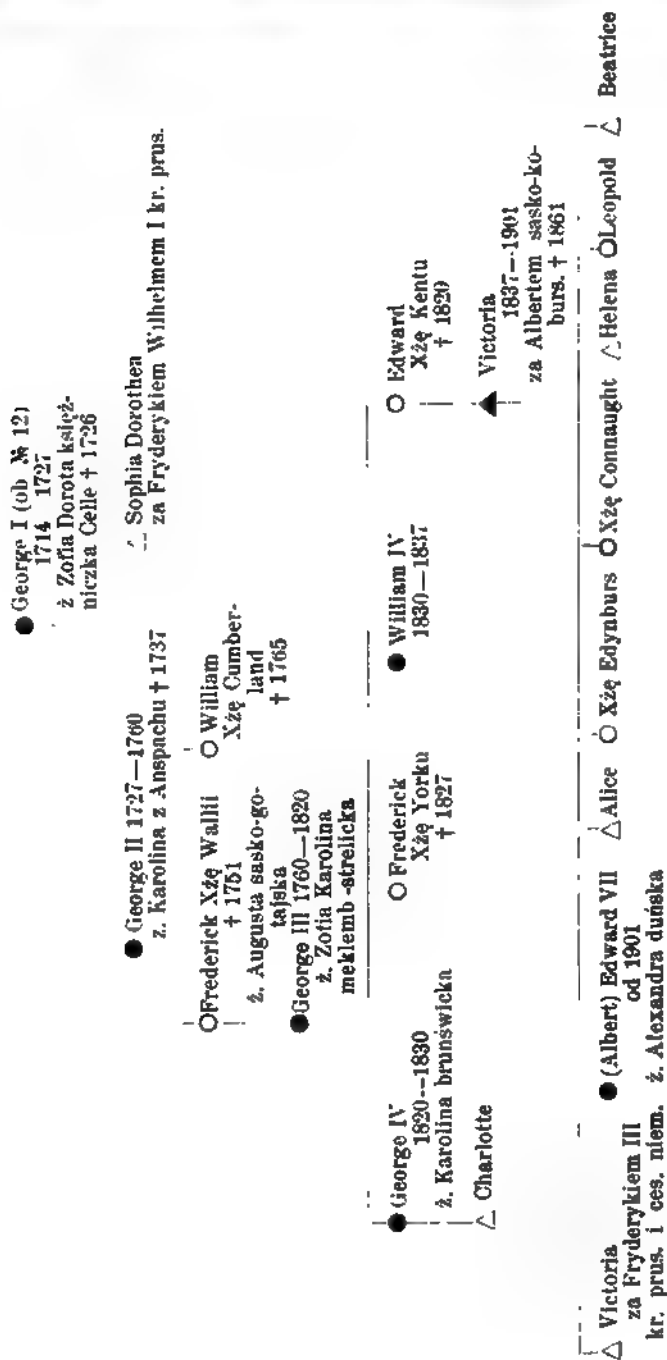 George I (ob № 12)
1714 1727
ż Zofia Dorota księż-
niczka Celle † 1726
George II 1727—1760
z. Karolina z Anspachu † 1737
Sophia Dorothea
za Fryderykiem Wilhelmem I kr. prus.
Frederick Xżę Wallii
† 1751
ż. Augusta sasko-go-
tajska
William
Xżę Cumber-
land
† 1765
George III 1760—1820
ż. Zofia Karolina
meklemb-strelicka
George IV
1820--1830
ż. Karolina brunświcka
Frederick
Xżę Yorku
† 1827
William IV
1830—1837
Edward
Xżę Kentu
† 1820
Charlotte
Victoria
1837—1901
za Albertem sasko-ko-
burs. † 1861
Victoria
za Fryderykiem III
kr. prus. i ces. niem.
(Albert) Edward VII
od 1901
ż. Alexandra duńska
Alice
Xżę Edynburs
Xżę Connaught
Helena
Leopold
Beatrice